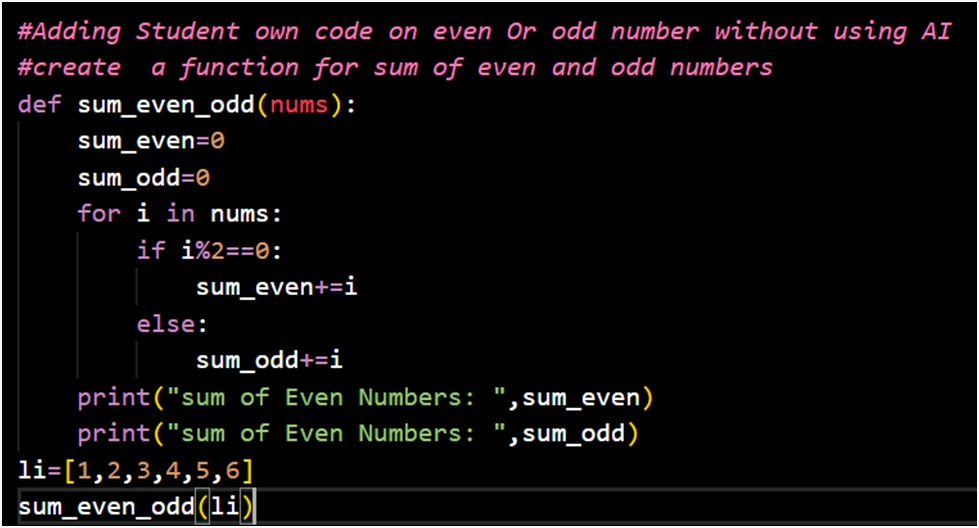 #Adding Student own code on even Or odd number without using AI
#create  a function for sum of even and odd numbers
def sum_even_odd(nums):
    sum_even=0
    sum_odd=0
    for i in nums:
        if i%2==0:
            sum_even+=i
        else:
            sum_odd+=i
    print("sum of Even Numbers: ",sum_even)
    print("sum of Even Numbers: ",sum_odd)
li=[1,2,3,4,5,6]
sum_even_odd(li)